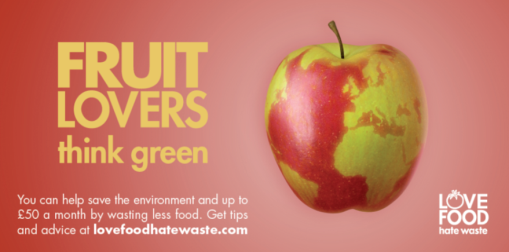 FRUIT
LOVERS
think green
You can help save the environment and up to
£50 a month by wasting less food. Get tips
and advice at lovefoodhatewaste.com
LOVE
FOOD
hate waste